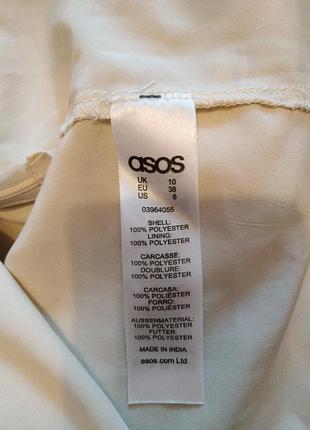 asos
UK 10
EU 38
US 6
03964055
SHELL:
100% POLYESTER
LINING:
100% POLYESTER
CARCASSE:
100% POLYESTER
DOUBLURE:
100% POLYESTER
CARCASA:
100% POLIÉSTER
FORRO:
100% POLIÉSTER
AUSSENMATERIAL:
100% POLYESTER
FUTTER:
100% POLYESTER
MADE IN INDIA
asos.com Ltd